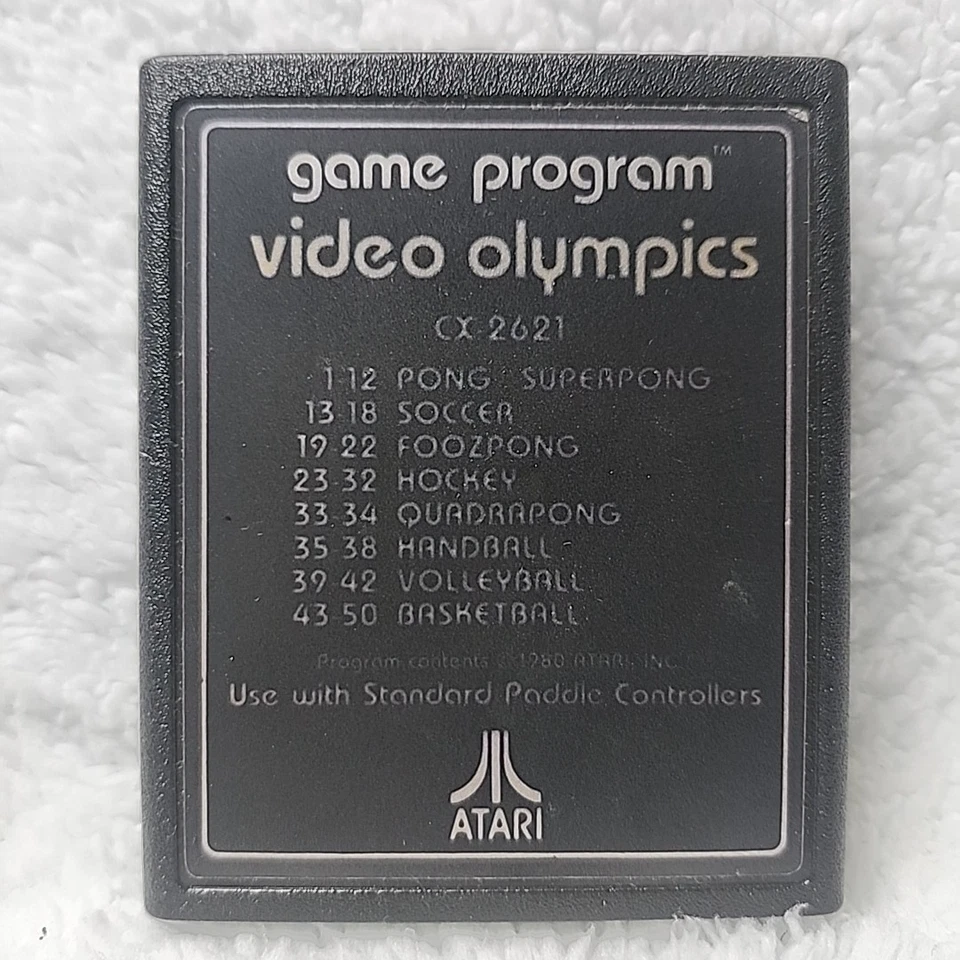 game program™
video olympics
CX 2621
1-12 PONG SUPERPONG
13 18 SOCCER
19 22 FOOZPONG
23 32 HOCKEY
33 34 QUADRAPONG
35 38 HANDBALL
39 42 VOLLEYBALL
43 50 BASKETBALL
Program contents © 1980 ATARI, INC.
Use with Standard Paddle Controllers
ATARI